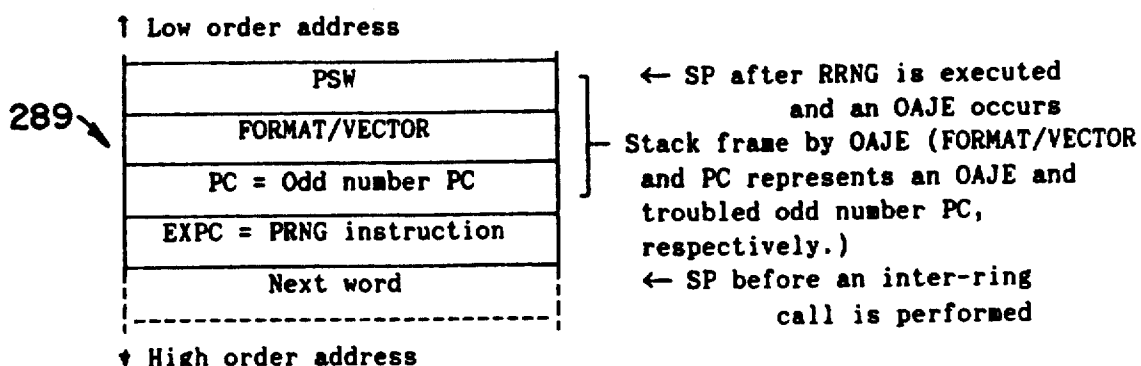 ↑ Low order address
PSW
← SP after RRNG is executed
and an OAJE occurs
289
FORMAT/VECTOR
Stack frame by OAJE (FORMAT/VECTOR
PC = Odd number PC
and PC represents an OAJE and
troubled odd number PC,
EXPC = PRNG instruction
respectively.)
Next word
← SP before an inter-ring
call is performed
↓ High order address